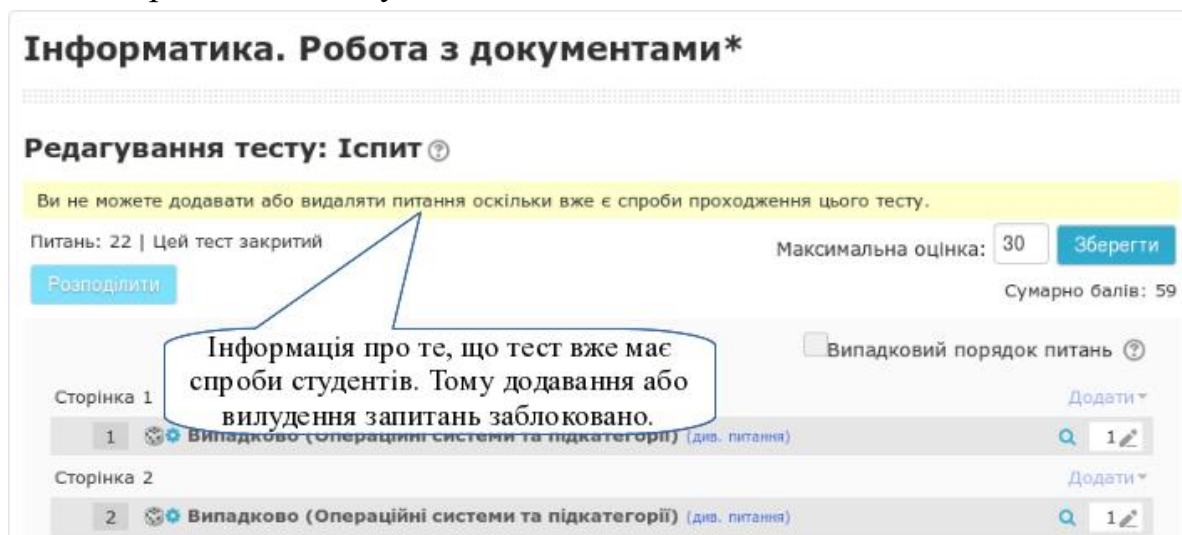 Інформатика. Робота з документами*
Редагування тесту: Іспит
Ви не можете додавати або видаляти питання оскільки вже є спроби проходження цього тесту.
Питань: 22 | Цей тест закритий
Максимальна оцінка: 30 Зберегти
Розподілити
Сумарно балів: 59
Інформація про те, що тест вже має
спроби студентів. Тому додавання або
вилудення запитань заблоковано.
Випадковий порядок питань
Сторінка 1 Додати
1 Випадково (Операційні системи та підкатегорії) (див. питання) 1
Сторінка 2 Додати
2 Випадково (Операційні системи та підкатегорії) (див. питання) 1